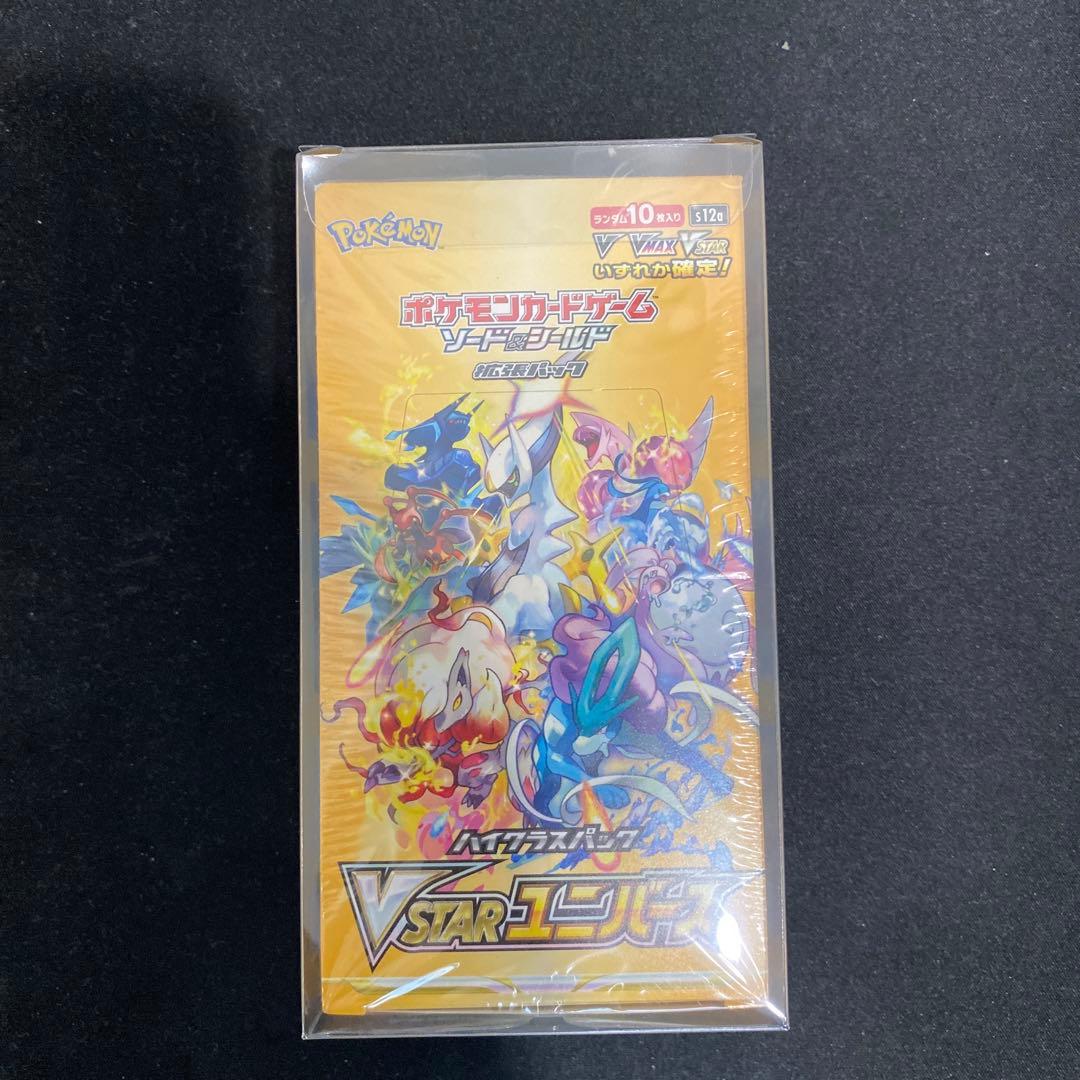 Pokémon
ランダム10枚入り s12a
V VMAX VSTAR
いずれか確定!
ポケモンカードゲーム
ソード&シールド
拡張パック
ハイクラスパック
VSTARユニバース